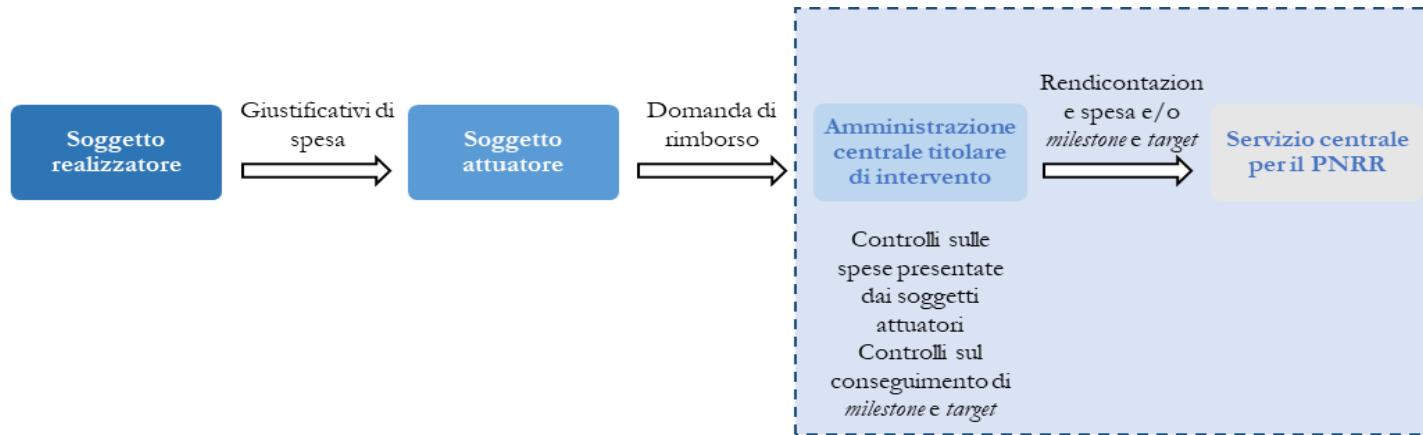 Soggetto
realizzatore
Giustificativi di
spesa
Soggetto
attuatore
Domanda di
rimborso
Amministrazione
centrale titolare
di intervento
Rendicontazion
e spesa e/o
milestone e target
Servizio centrale
per il PNRR
Controlli sulle
spese presentate
dai soggetti
attuatori
Controlli sul
conseguimento di
milestone e target